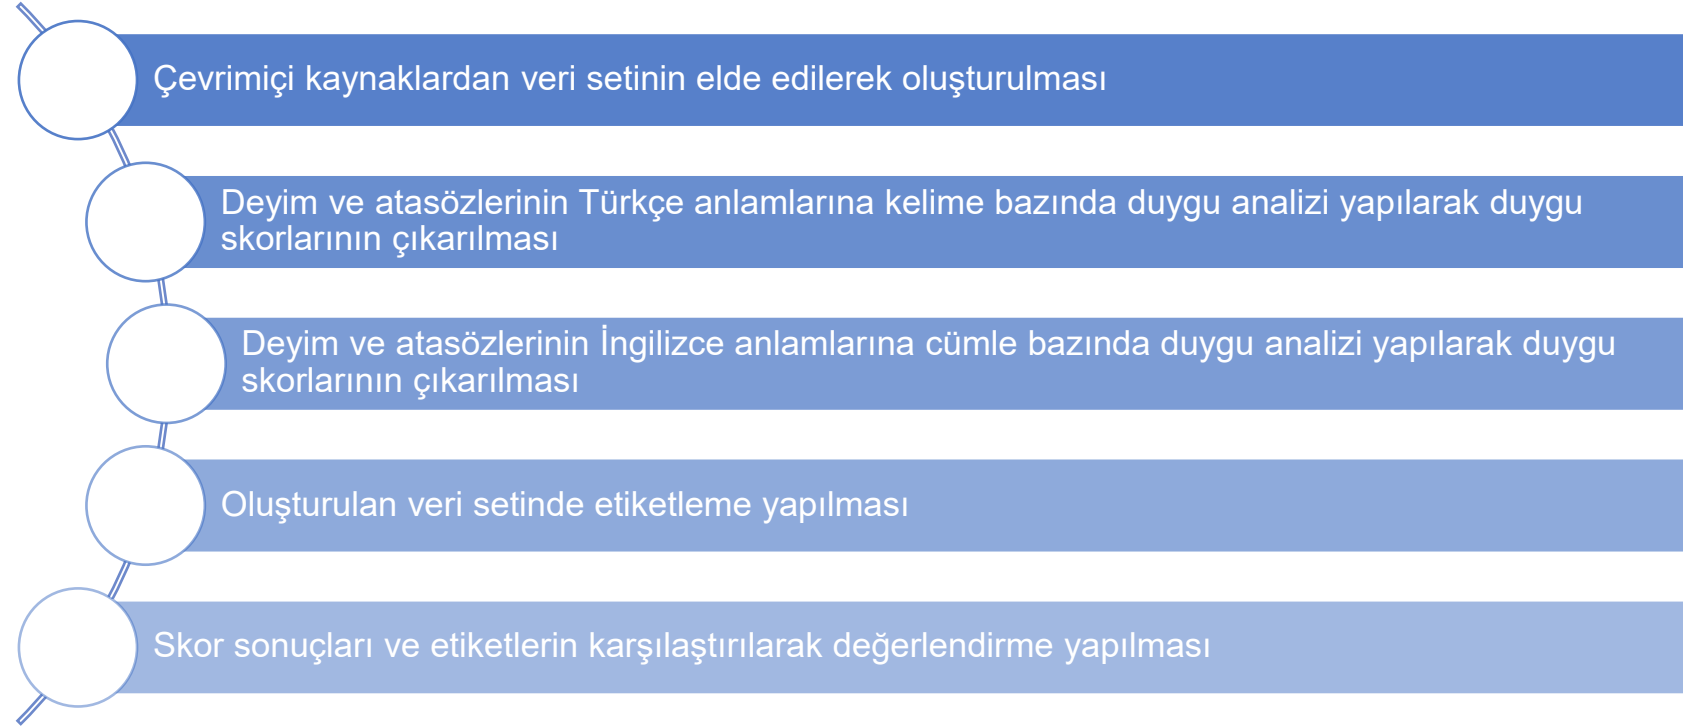 Çevrimiçi kaynaklardan veri setinin elde edilerek oluşturulması
Deyim ve atasözlerinin Türkçe anlamlarına kelime bazında duygu analizi yapılarak duygu
skorlarının çıkarılması
Deyim ve atasözlerinin İngilizce anlamlarına cümle bazında duygu analizi yapılarak duygu
skorlarının çıkarılması
Oluşturulan veri setinde etiketleme yapılması
Skor sonuçları ve etiketlerin karşılaştırılarak değerlendirme yapılması